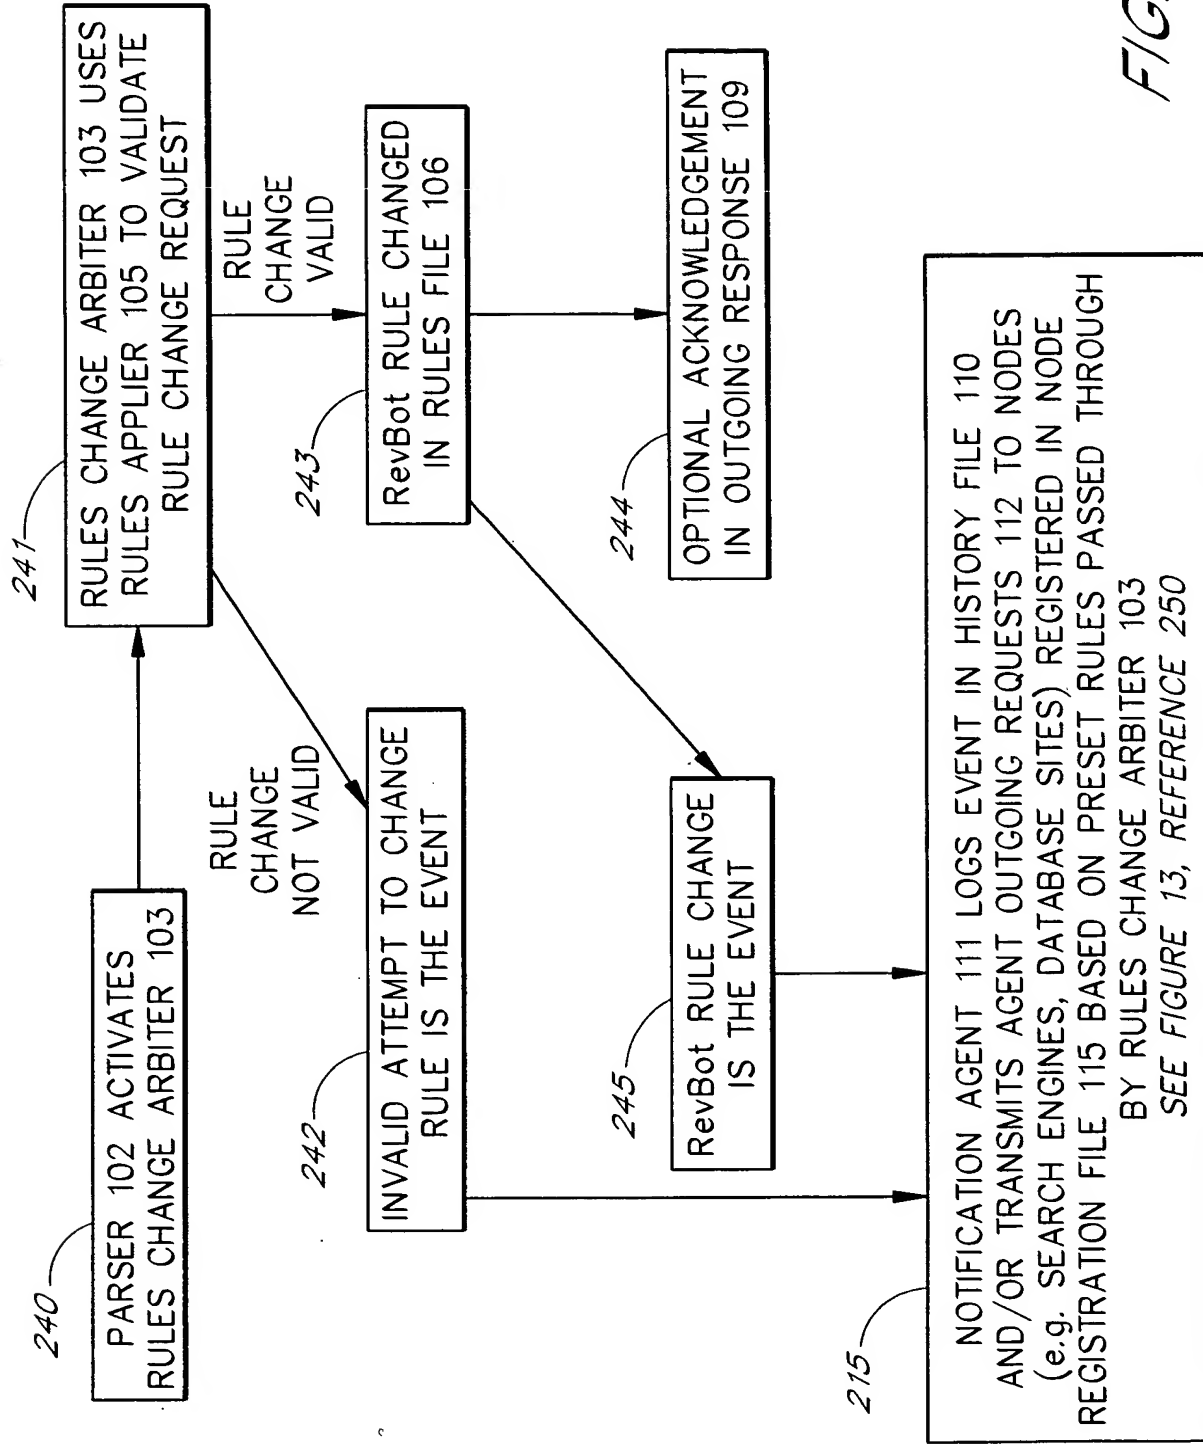 240
PARSER 102 ACTIVATES
RULES CHANGE ARBITER 103
241
RULES CHANGE ARBITER 103 USES
RULES APPLIER 105 TO VALIDATE
RULE CHANGE REQUEST
RULE
CHANGE
NOT VALID
RULE
CHANGE
VALID
242
INVALID ATTEMPT TO CHANGE
RULE IS THE EVENT
243
RevBot RULE CHANGED
IN RULES FILE 106
244
OPTIONAL ACKNOWLEDGEMENT
IN OUTGOING RESPONSE 109
245
RevBot RULE CHANGE
IS THE EVENT
215
NOTIFICATION AGENT 111 LOGS EVENT IN HISTORY FILE 110
AND/OR TRANSMITS AGENT OUTGOING REQUESTS 112 TO NODES
(e.g. SEARCH ENGINES, DATABASE SITES) REGISTERED IN NODE
REGISTRATION FILE 115 BASED ON PRESET RULES PASSED THROUGH
BY RULES CHANGE ARBITER 103
SEE FIGURE 13, REFERENCE 250
FIG.